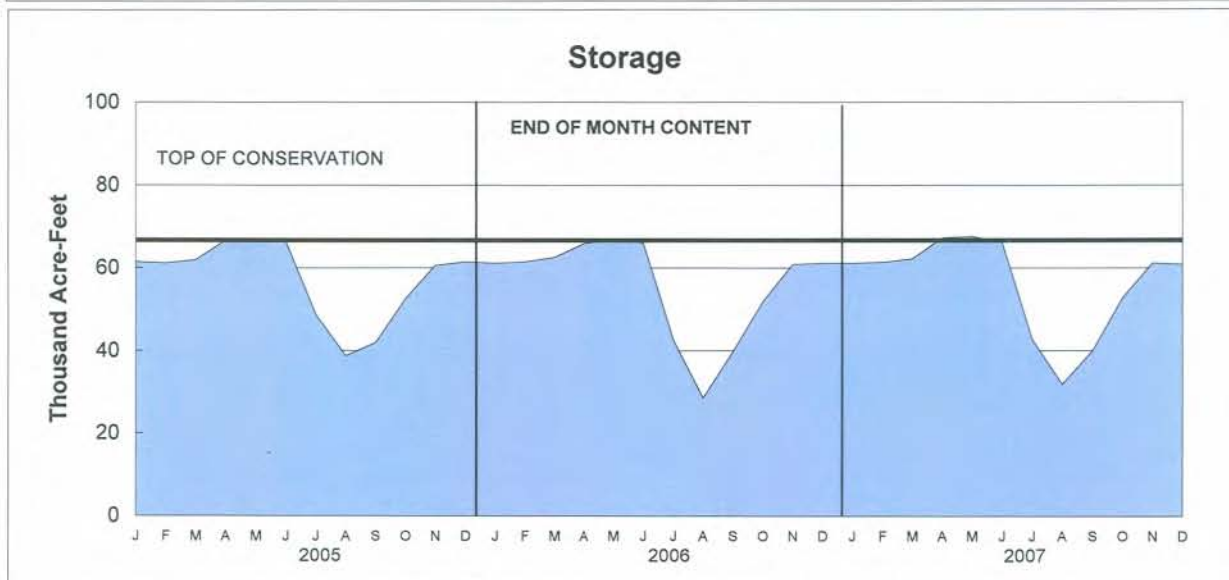 Storage
Thousand Acre-Feet
100
80
60
40
20
0
TOP OF CONSERVATION
END OF MONTH CONTENT
J F M A M J J A S O N D J F M A M J J A S O N D J F M A M J J A S O N D
2005 2006 2007